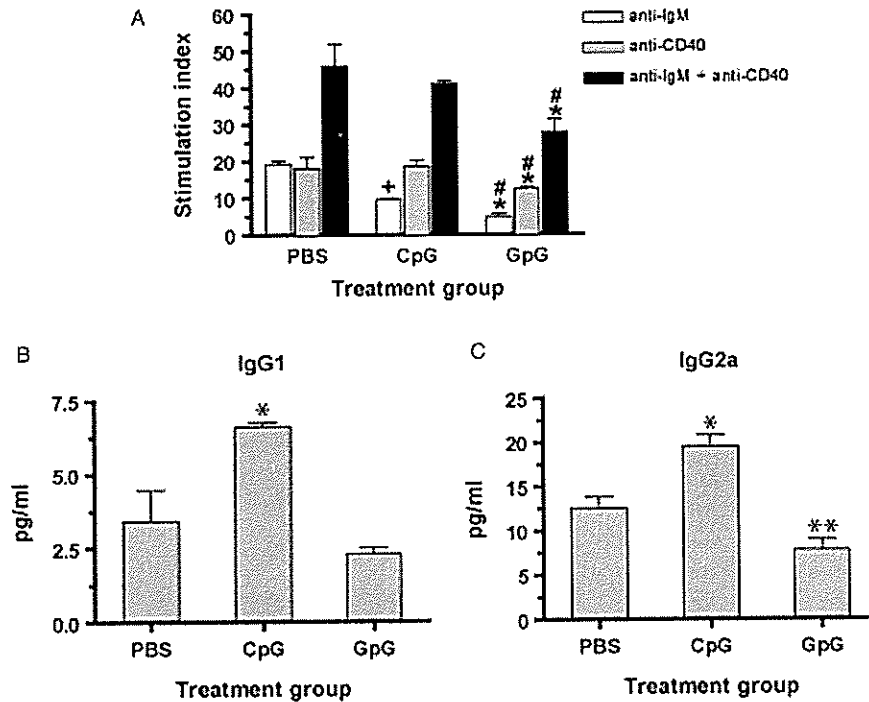 A
Stimulation index
60
50
40
30
20
10
0
anti-IgM
anti-CD40
anti-IgM + anti-CD40
+
#
*
#
*
#
*
PBS CpG GpG
Treatment group
B
IgG1
pg/ml
7.5
5.0
2.5
0.0
*
PBS CpG GpG
Treatment group
C
IgG2a
pg/ml
25
20
15
10
5
0
*
**
PBS CpG GpG
Treatment group